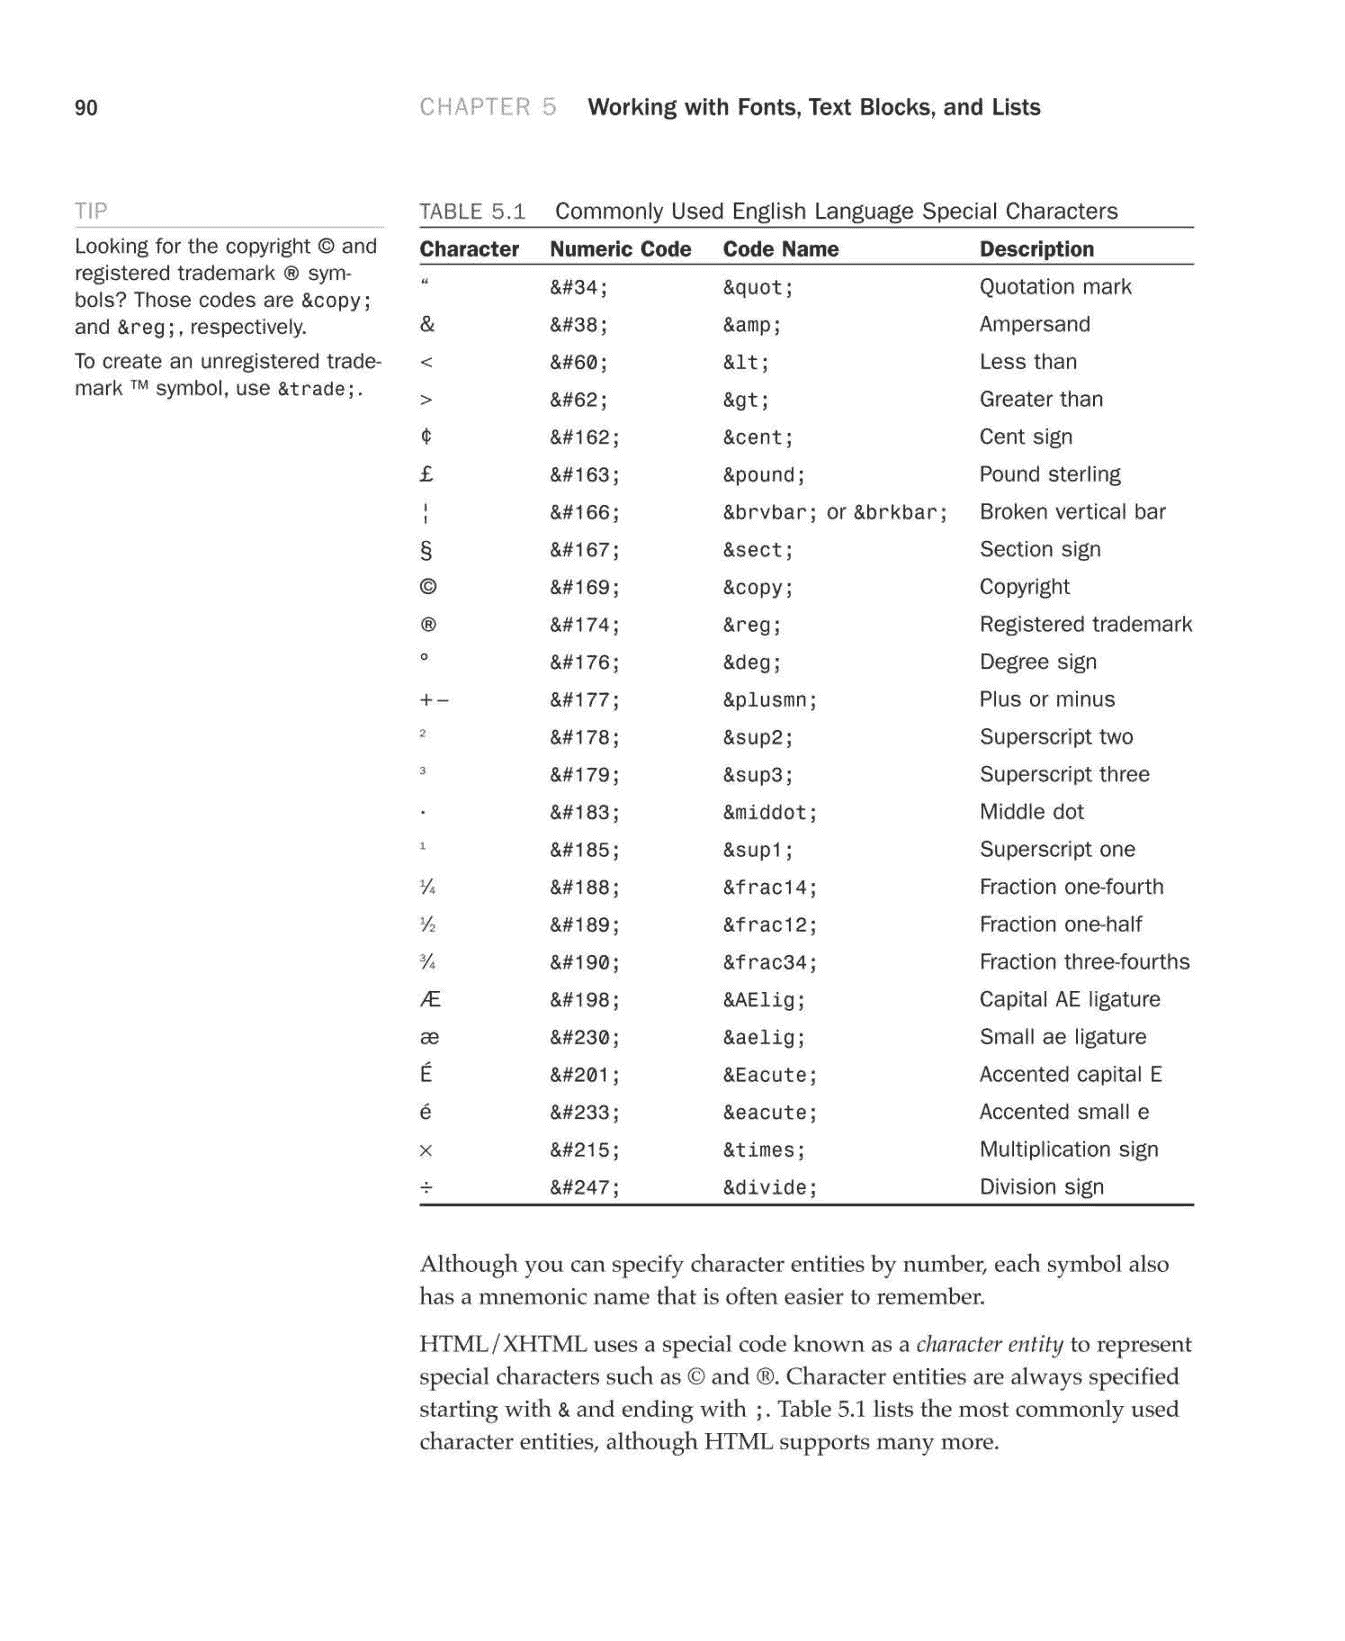 90 CHAPTER 5 Working with Fonts, Text Blocks, and Lists
TIP
Looking for the copyright © and
registered trademark ® sym-
bols? Those codes are &copy;
and &reg;, respectively.
To create an unregistered trade-
mark ™ symbol, use &trade;.
TABLE 5.1 Commonly Used English Language Special Characters
Character Numeric Code Code Name Description
“ &#34; &quot; Quotation mark
& &#38; &amp; Ampersand
< &#60; &lt; Less than
> &#62; &gt; Greater than
¢ &#162; &cent; Cent sign
£ &#163; &pound; Pound sterling
¦ &#166; &brvbar; or &brkbar; Broken vertical bar
§ &#167; &sect; Section sign
© &#169; &copy; Copyright
® &#174; &reg; Registered trademark
° &#176; &deg; Degree sign
+– &#177; &plusmn; Plus or minus
² &#178; &sup2; Superscript two
³ &#179; &sup3; Superscript three
· &#183; &middot; Middle dot
¹ &#185; &sup1; Superscript one
¼ &#188; &frac14; Fraction one-fourth
½ &#189; &frac12; Fraction one-half
¾ &#190; &frac34; Fraction three-fourths
Æ &#198; &AElig; Capital AE ligature
æ &#230; &aelig; Small ae ligature
É &#201; &Eacute; Accented capital E
é &#233; &eacute; Accented small e
× &#215; &times; Multiplication sign
÷ &#247; &divide; Division sign
Although you can specify character entities by number, each symbol also
has a mnemonic name that is often easier to remember.
HTML/XHTML uses a special code known as a character entity to represent
special characters such as © and ®. Character entities are always specified
starting with & and ending with ;. Table 5.1 lists the most commonly used
character entities, although HTML supports many more.